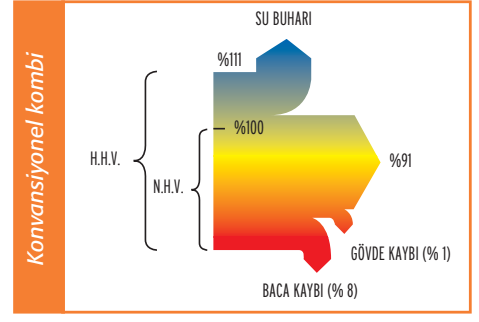 Konvansiyonel kombi
SU BUHARI
%111
%100
H.H.V.
%91
N.H.V.
GÖVDE KAYBI (% 1)
BACA KAYBI (% 8)